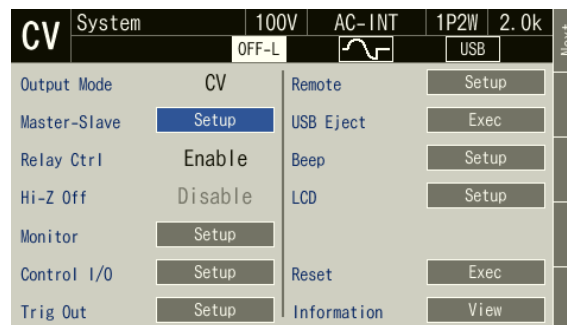 CV System 100V AC-INT 1P2W 2.0k
OFF-L USB
Next
Output Mode CV
Master-Slave Setup
Relay Ctrl Enable
Hi-Z Off Disable
Monitor Setup
Control I/O Setup
Trig Out Setup
Remote Setup
USB Eject Exec
Beep Setup
LCD Setup
Reset Exec
Information View